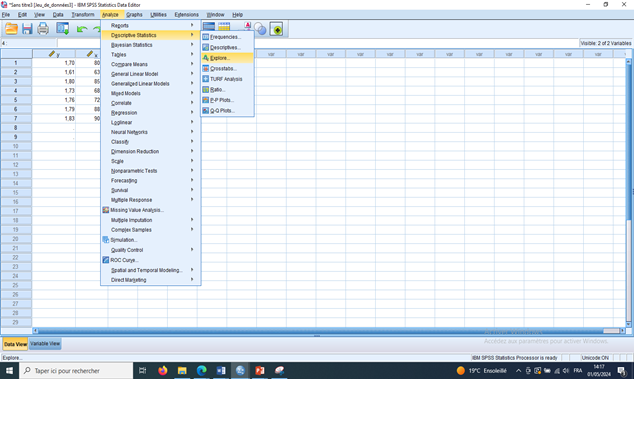 *Sans titre3 [Jeu_de_données3] - IBM SPSS Statistics Data Editor
File Edit View Data Transform Analyze Graphs Utilities Extensions Window Help
4 :
Visible: 2 of 2 Variables
y x var var var var var var var var var var
1 1,70 80
2 1,61 63
3 1,80 85
4 1,73 68
5 1,76 72
6 1,79 88
7 1,83 90
8
9
10
11
12
13
14
15
16
17
18
19
20
21
22
23
24
25
26
27
28
29
Reports
Descriptive Statistics
Bayesian Statistics
Tables
Compare Means
General Linear Model
Generalized Linear Models
Mixed Models
Correlate
Regression
Loglinear
Neural Networks
Classify
Dimension Reduction
Scale
Nonparametric Tests
Forecasting
Survival
Multiple Response
Missing Value Analysis...
Multiple Imputation
Complex Samples
Simulation...
Quality Control
ROC Curve...
Spatial and Temporal Modeling...
Direct Marketing
Frequencies...
Descriptives...
Explore...
Crosstabs...
TURF Analysis
Ratio...
P-P Plots...
Q-Q Plots...
Accédez aux paramètres pour activer Windows.
Data View Variable View
Explore... IBM SPSS Statistics Processor is ready Unicode:ON
Taper ici pour rechercher
19°C Ensoleillé FRA
14:17
01/05/2024